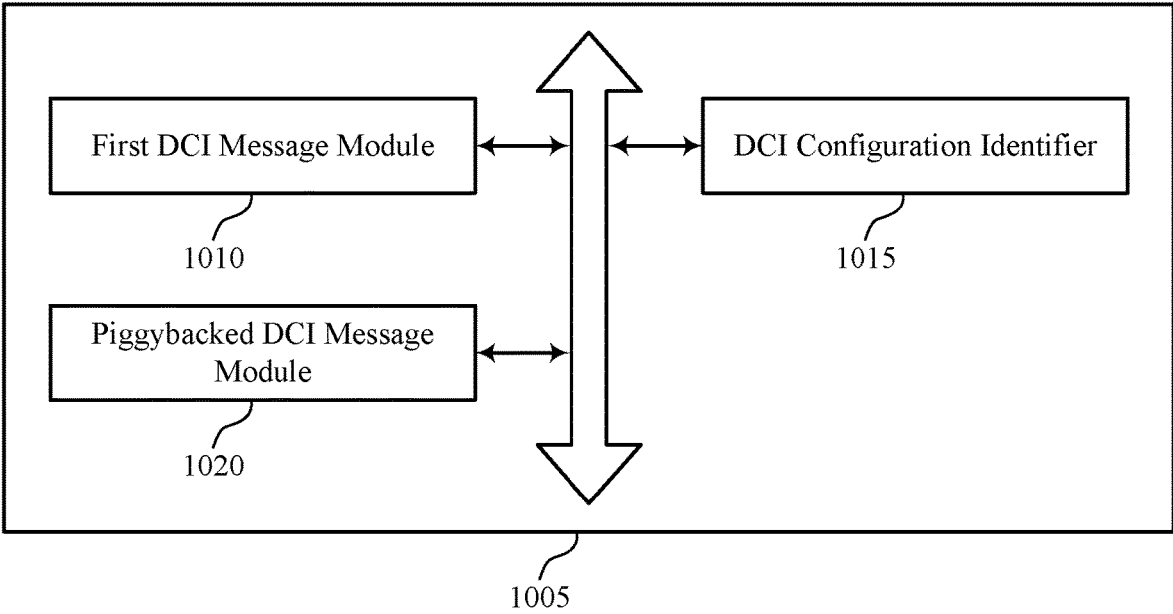 First DCI Message Module
1010
DCI Configuration Identifier
1015
Piggybacked DCI Message
Module
1020
1005